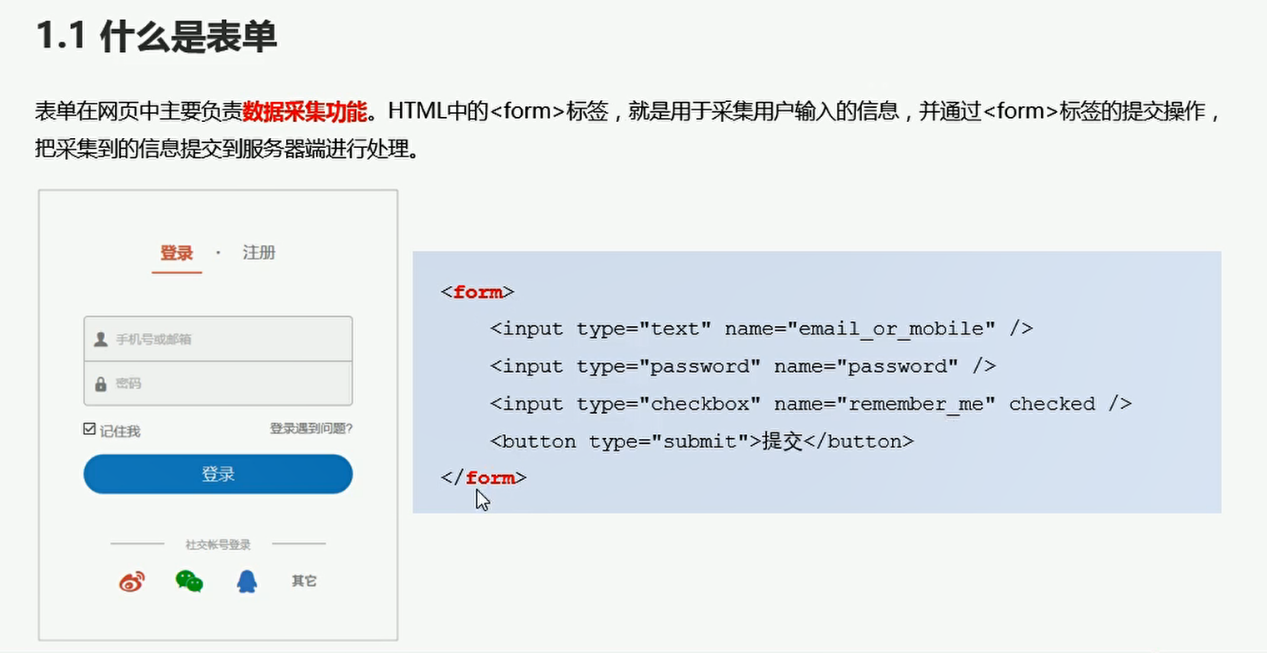 1.1 什么是表单
表单在网页中主要负责数据采集功能。HTML中的<form>标签，就是用于采集用户输入的信息，并通过<form>标签的提交操作，
把采集到的信息提交到服务器端进行处理。
登录 · 注册
手机号或邮箱
密码
记住我 登录遇到问题?
登录
社交帐号登录
其它
<form>
<input type="text" name="email_or_mobile" />
<input type="password" name="password" />
<input type="checkbox" name="remember_me" checked />
<button type="submit">提交</button>
</form>